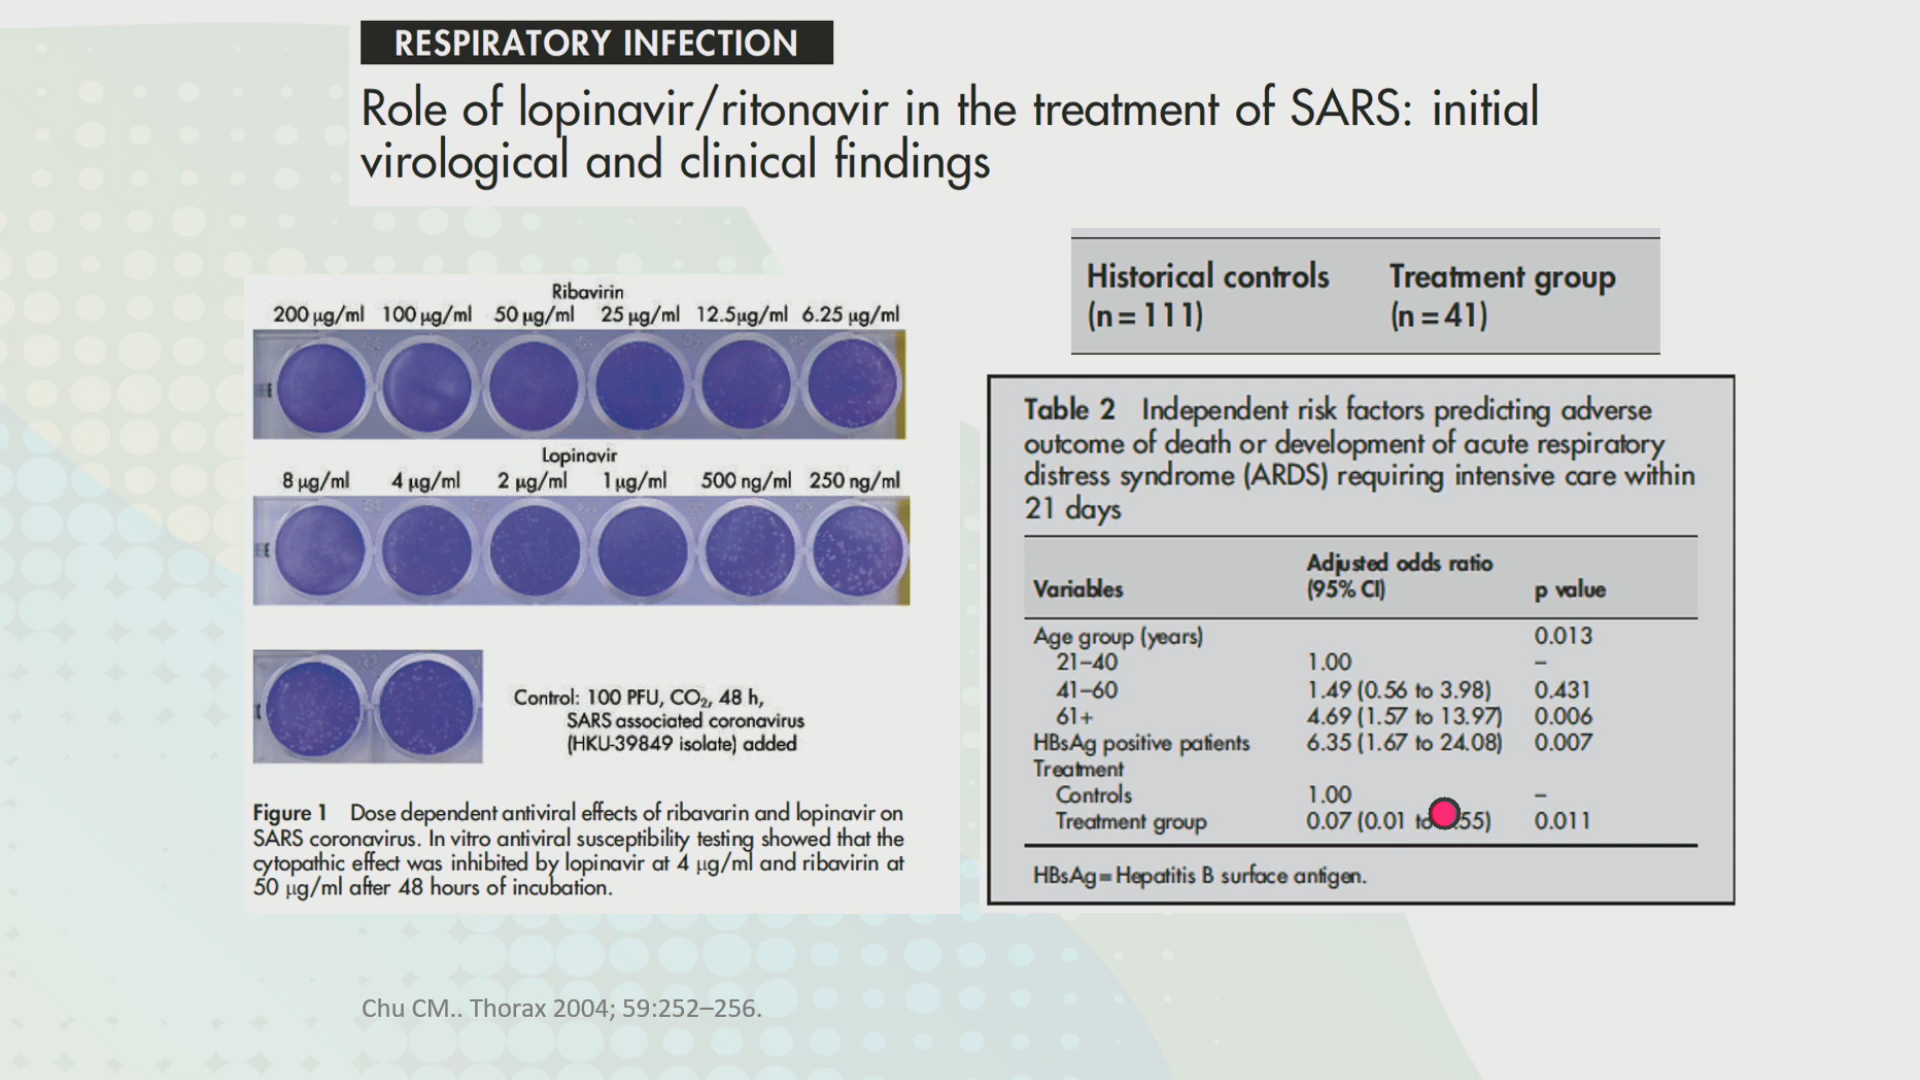 RESPIRATORY INFECTION
Role of lopinavir/ritonavir in the treatment of SARS: initial
virological and clinical findings
Ribavirin
200 µg/ml 100 µg/ml 50 µg/ml 25 µg/ml 12.5µg/ml 6.25 µg/ml
Lopinavir
8 µg/ml 4 µg/ml 2 µg/ml 1 µg/ml 500 ng/ml 250 ng/ml
Control: 100 PFU, CO₂, 48 h,
SARS associated coronavirus
(HKU-39849 isolate) added
Figure 1 Dose dependent antiviral effects of ribavarin and lopinavir on
SARS coronavirus. In vitro antiviral susceptibility testing showed that the
cytopathic effect was inhibited by lopinavir at 4 µg/ml and ribavirin at
50 µg/ml after 48 hours of incubation.
Historical controls Treatment group
(n=111) (n=41)
Table 2 Independent risk factors predicting adverse
outcome of death or development of acute respiratory
distress syndrome (ARDS) requiring intensive care within
21 days
Adjusted odds ratio
Variables (95% CI) p value
Age group (years) 0.013
21–40 1.00 –
41–60 1.49 (0.56 to 3.98) 0.431
61+ 4.69 (1.57 to 13.97) 0.006
HBsAg positive patients 6.35 (1.67 to 24.08) 0.007
Treatment
Controls 1.00 –
Treatment group 0.07 (0.01 to 55) 0.011
HBsAg=Hepatitis B surface antigen.
Chu CM.. Thorax 2004; 59:252–256.